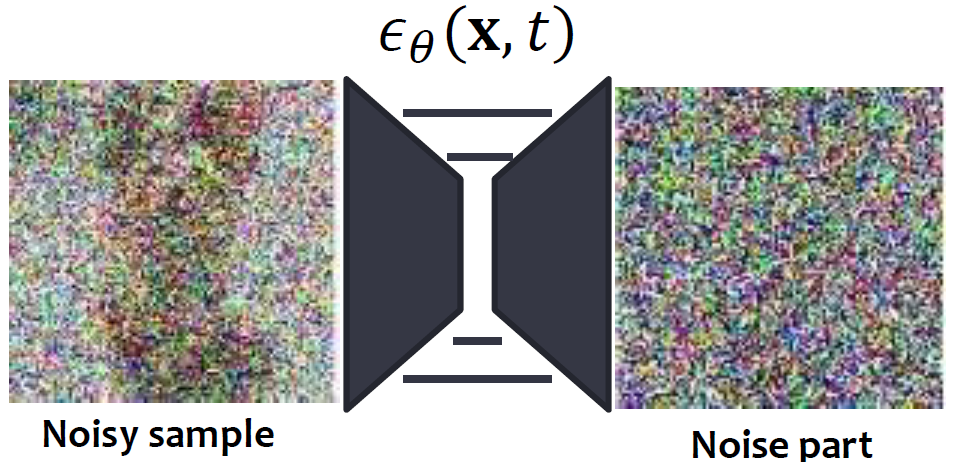 ϵθ(x, t)
Noisy sample
Noise part